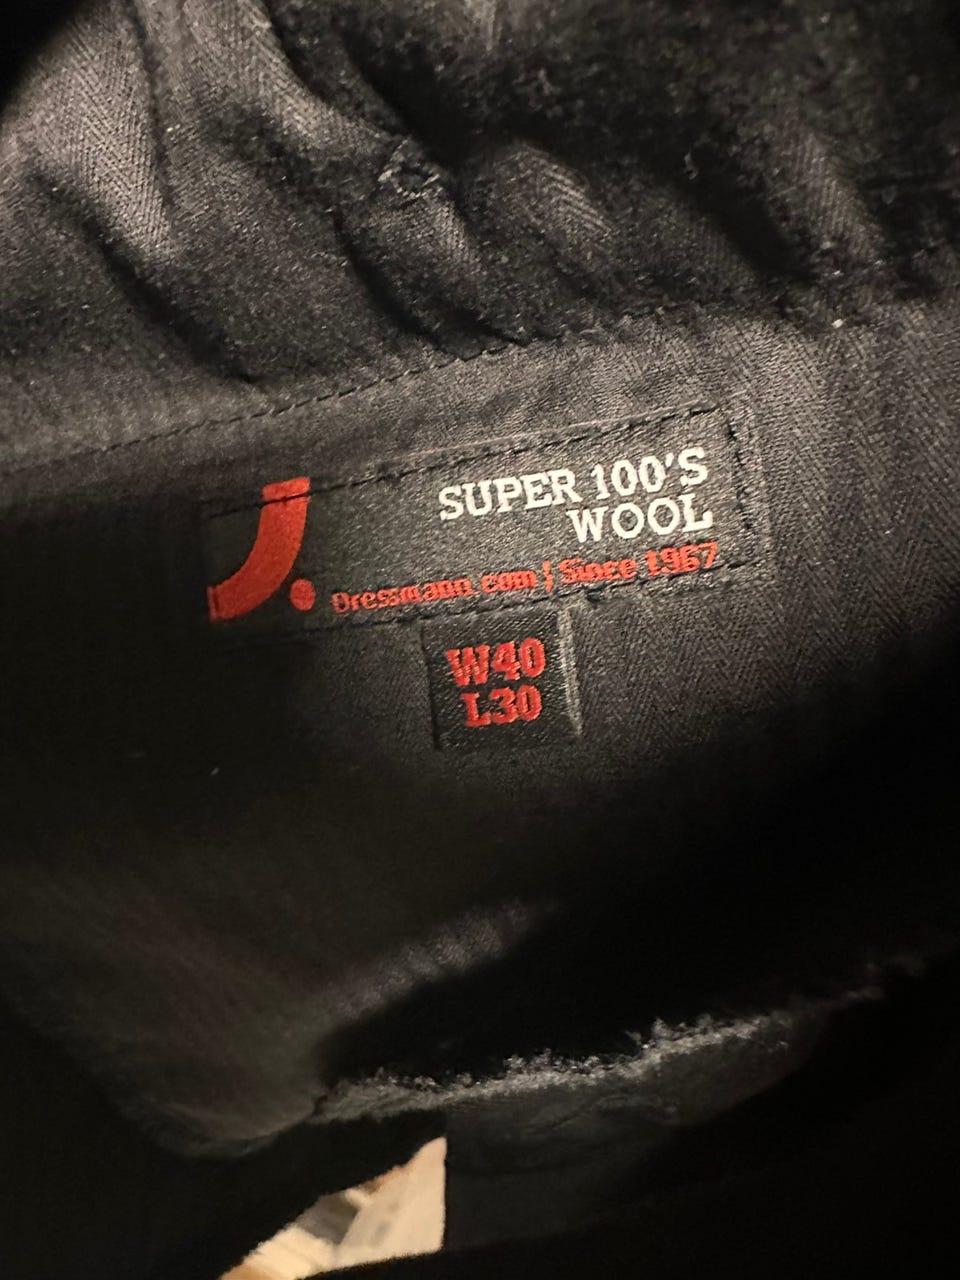 SUPER 100'S
WOOL
J.
Dressmann.com | Since 1967
W40
L30